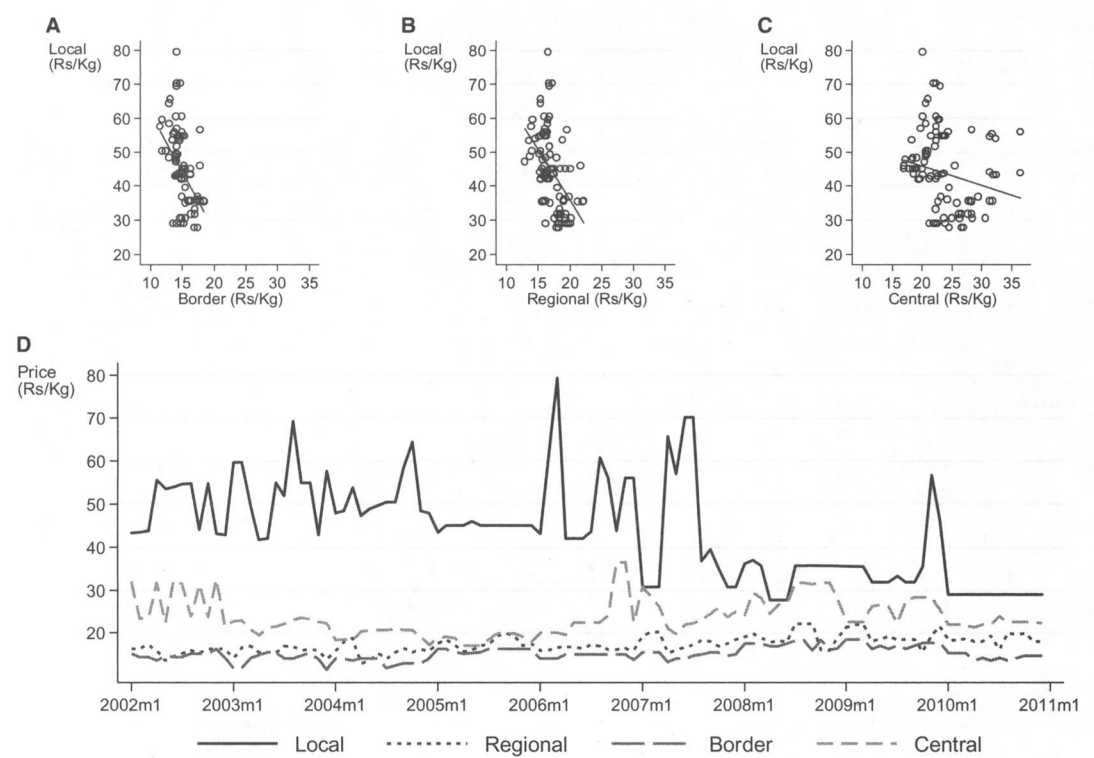 A
Local
(Rs/Kg)
80
70
60
50
40
30
20
10 15 20 25 30 35
Border (Rs/Kg)
B
Local
(Rs/Kg)
80
70
60
50
40
30
20
10 15 20 25 30 35
Regional (Rs/Kg)
C
Local
(Rs/Kg)
80
70
60
50
40
30
20
10 15 20 25 30 35
Central (Rs/Kg)
D
Price
(Rs/Kg)
80
70
60
50
40
30
20
2002m1 2003m1 2004m1 2005m1 2006m1 2007m1 2008m1 2009m1 2010m1 2011m1
Local Regional Border Central